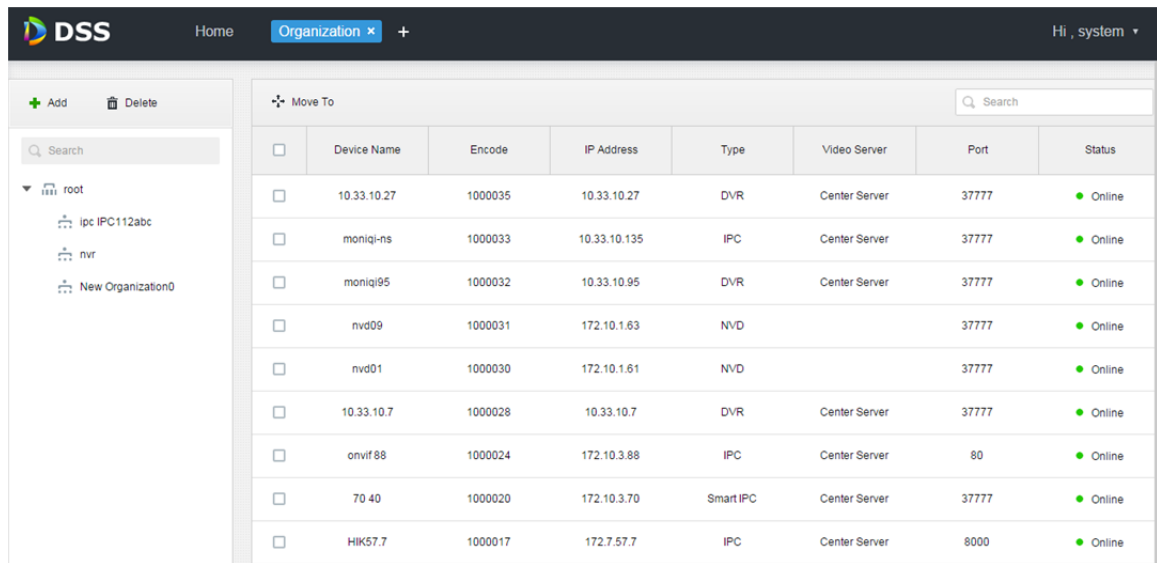 DSS Home Organization × + Hi , system
Add Delete Move To Search
Search
Device Name Encode IP Address Type Video Server Port Status
root
ipc IPC112abc
nvr
New Organization0
10.33.10.27 1000035 10.33.10.27 DVR Center Server 37777 Online
moniqi-ns 1000033 10.33.10.135 IPC Center Server 37777 Online
moniqi95 1000032 10.33.10.95 DVR Center Server 37777 Online
nvd09 1000031 172.10.1.63 NVD 37777 Online
nvd01 1000030 172.10.1.61 NVD 37777 Online
10.33.10.7 1000028 10.33.10.7 DVR Center Server 37777 Online
onvif 88 1000024 172.10.3.88 IPC Center Server 80 Online
70 40 1000020 172.10.3.70 Smart IPC Center Server 37777 Online
HIK57.7 1000017 172.7.57.7 IPC Center Server 8000 Online